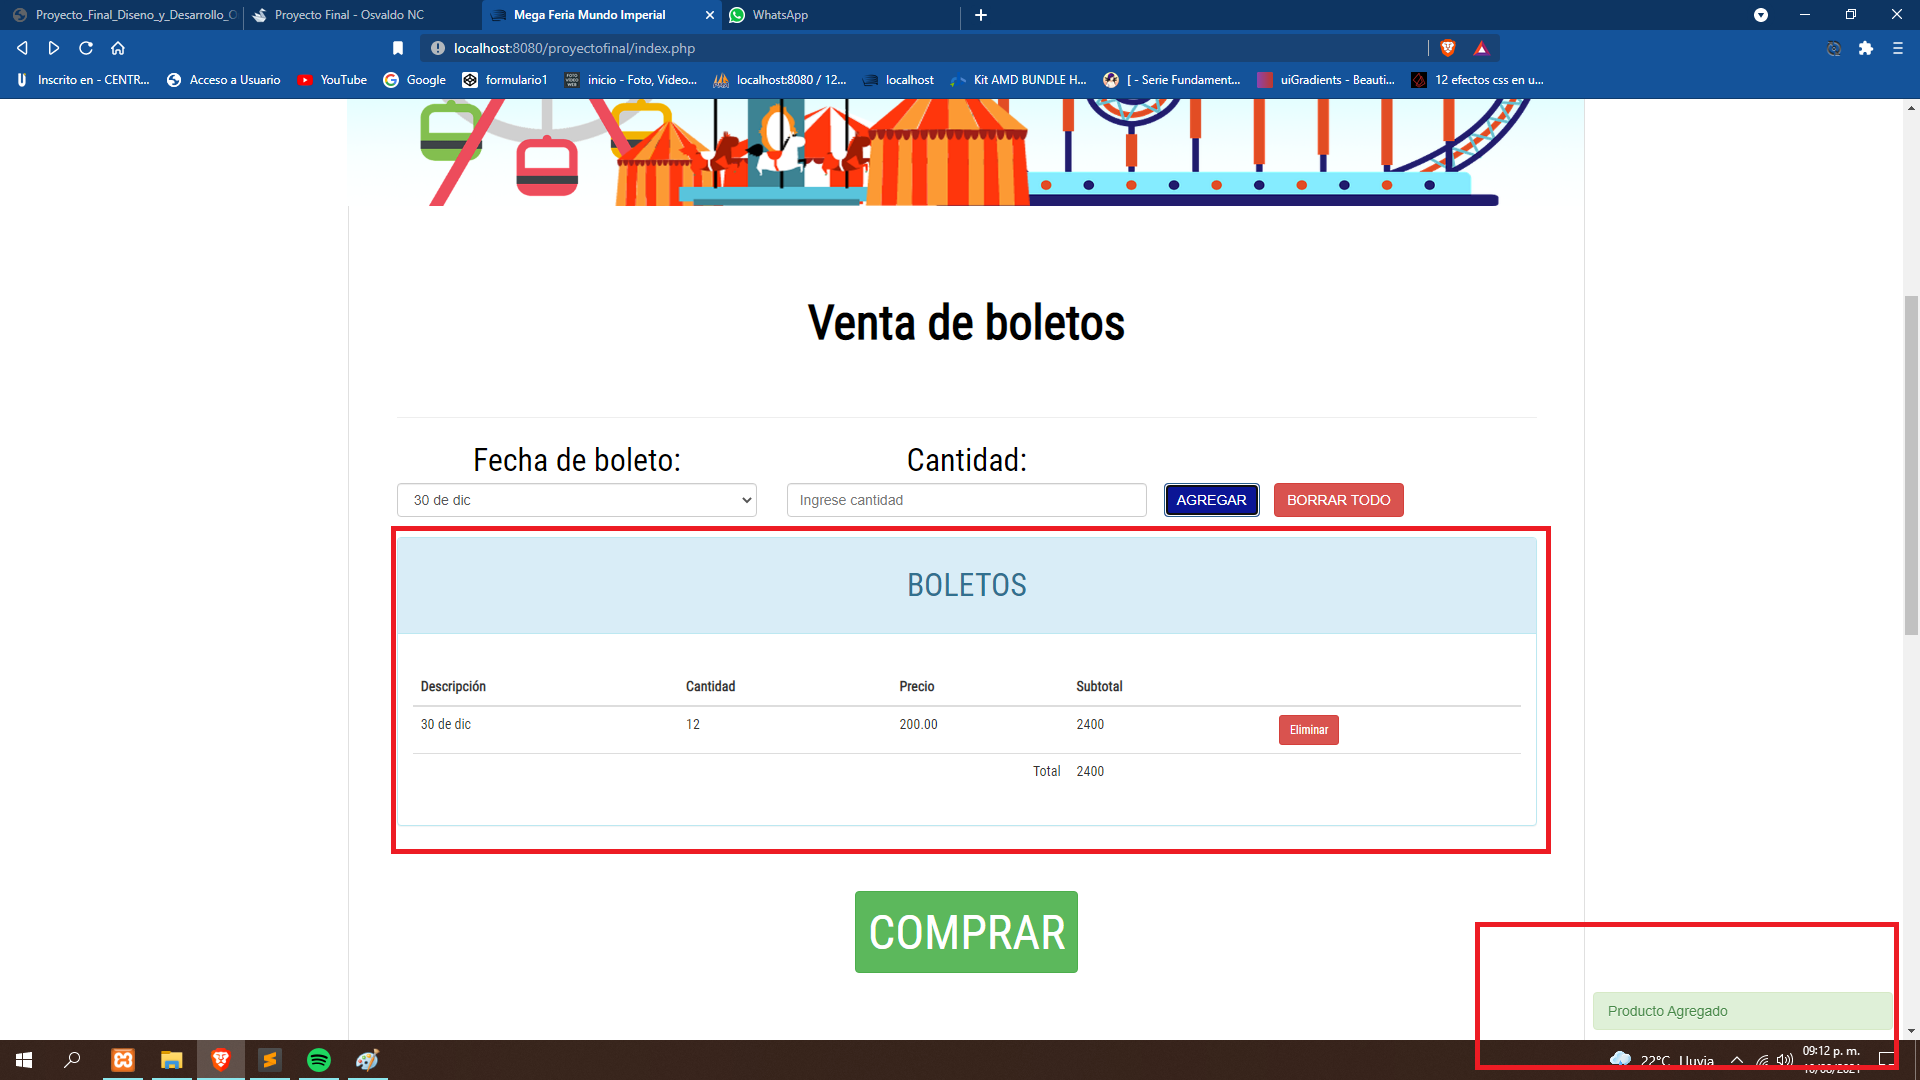 Proyecto_Final_Diseno_y_Desarrollo_O
Proyecto Final - Osvaldo NC
Mega Feria Mundo Imperial
WhatsApp
localhost:8080/proyectofinal/index.php
Inscrito en - CENTR...
Acceso a Usuario
YouTube
Google
formulario1
inicio - Foto, Video...
localhost:8080 / 12...
localhost
Kit AMD BUNDLE H...
[ - Serie Fundament...
uiGradients - Beauti...
12 efectos css en u...
Venta de boletos
Fecha de boleto:
Cantidad:
30 de dic
Ingrese cantidad
AGREGAR
BORRAR TODO
BOLETOS
Descripción Cantidad Precio Subtotal
30 de dic 12 200.00 2400 Eliminar
Total 2400
COMPRAR
Producto Agregado
22°C Lluvia
09:12 p. m.